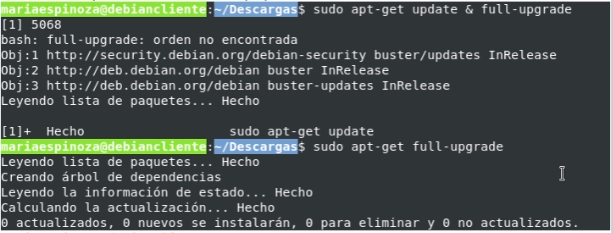 mariaespinoza@debiancliente:~/Descargas$ sudo apt-get update & full-upgrade
[1] 5068
bash: full-upgrade: orden no encontrada
Obj:1 http://security.debian.org/debian-security buster/updates InRelease
Obj:2 http://deb.debian.org/debian buster InRelease
Obj:3 http://deb.debian.org/debian buster-updates InRelease
Leyendo lista de paquetes... Hecho
[1]+  Hecho                   sudo apt-get update
mariaespinoza@debiancliente:~/Descargas$ sudo apt-get full-upgrade
Leyendo lista de paquetes... Hecho
Creando árbol de dependencias
Leyendo la información de estado... Hecho
Calculando la actualización... Hecho
0 actualizados, 0 nuevos se instalarán, 0 para eliminar y 0 no actualizados.